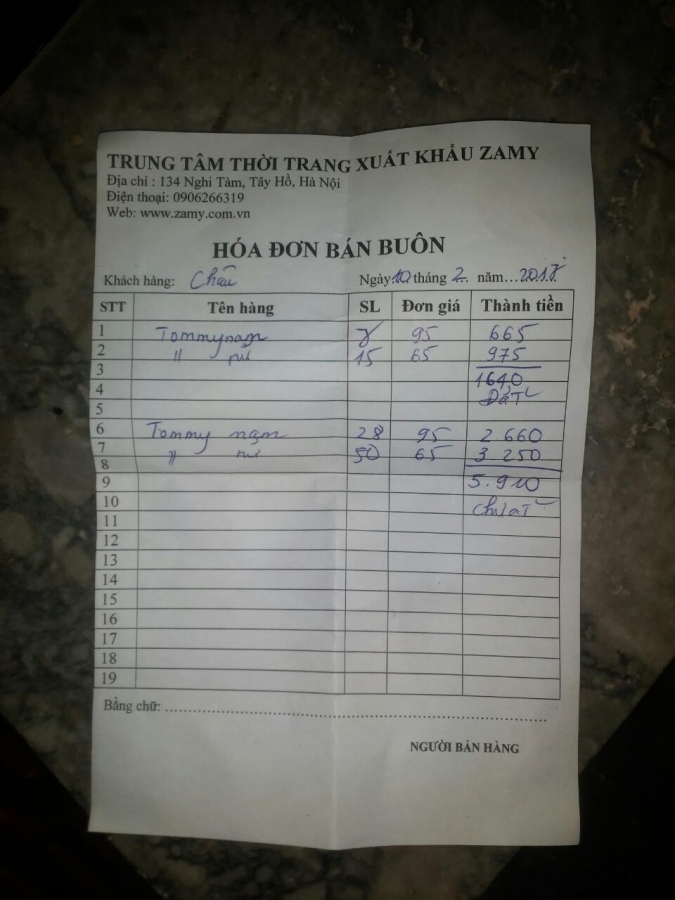 TRUNG TÂM THỜI TRANG XUẤT KHẨU ZAMY
Địa chỉ : 134 Nghi Tàm, Tây Hồ, Hà Nội
Điện thoại: 0906266319
Web: www.zamy.com.vn
HÓA ĐƠN BÁN BUÔN
Khách hàng: Châu Ngày 10 tháng 2 năm...2018
STT Tên hàng SL Đơn giá Thành tiền
1 Tommy nam 7 95 665
2 " nữ 15 65 975
3 1640
4 Đã T
5
6 Tommy nam 28 95 2 660
7 " nữ 50 65 3.250
8
9 5.910
10 Chưa T
11
12
13
14
15
16
17
18
19
Bằng chữ: ...............
NGƯỜI BÁN HÀNG